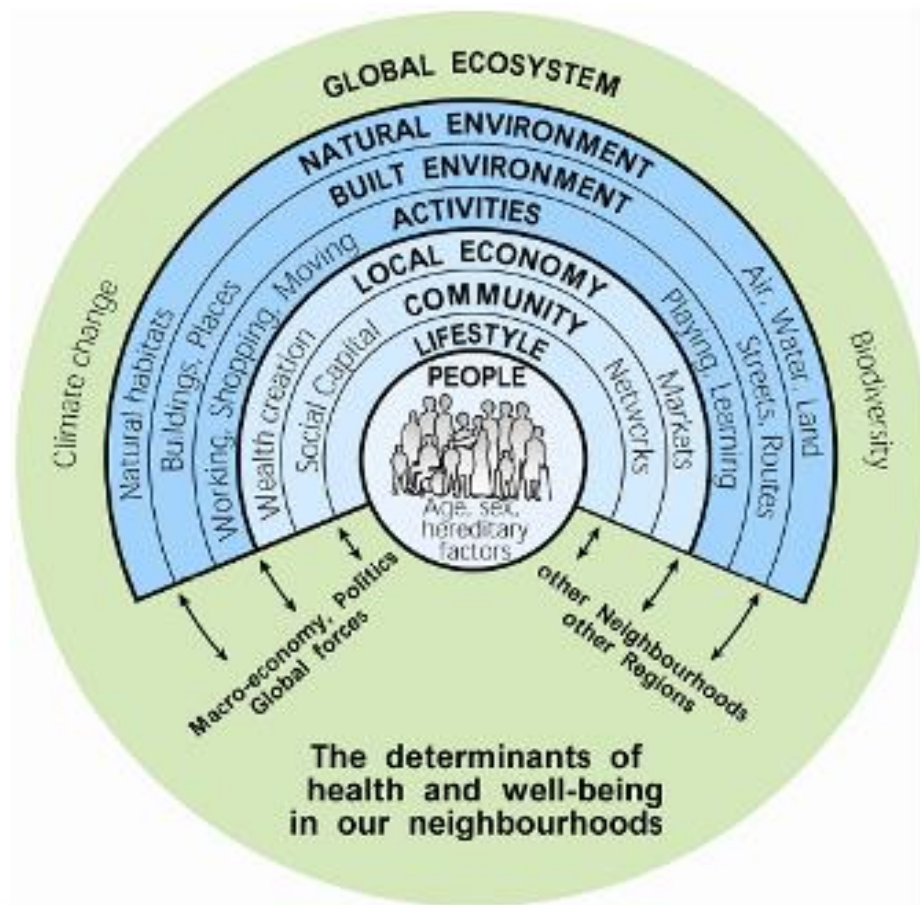 GLOBAL ECOSYSTEM
NATURAL ENVIRONMENT
BUILT ENVIRONMENT
ACTIVITIES
LOCAL ECONOMY
COMMUNITY
LIFESTYLE
PEOPLE
Age, sex,
hereditary
factors
Climate change
Natural habitats
Buildings, Places
Working, Shopping, Moving
Wealth creation
Social Capital
Networks
Markets
Playing, Learning
Streets, Routes
Air, Water, Land
Biodiversity
Macro-economy, Politics
Global forces
other Neighbourhoods
other Regions
The determinants of
health and well-being
in our neighbourhoods